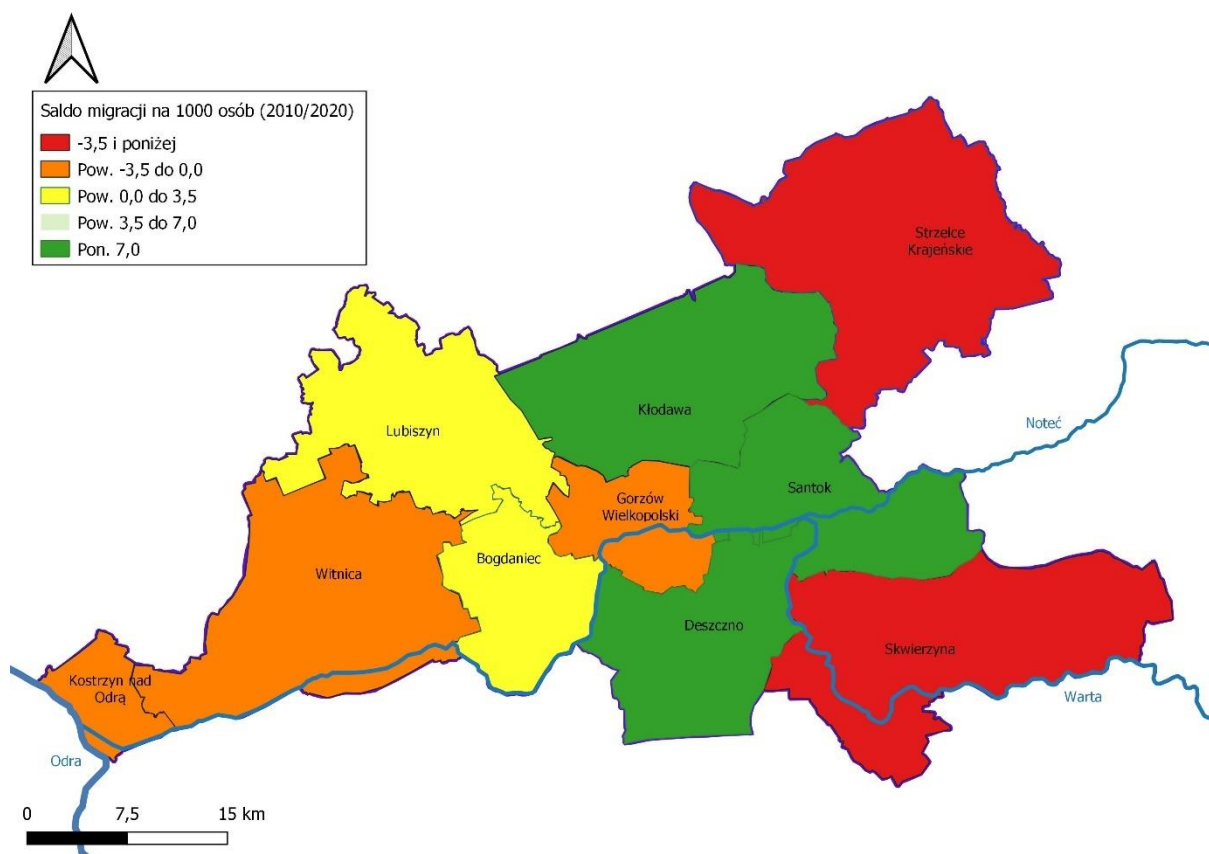 Saldo migracji na 1000 osób (2010/2020)
-3,5 i poniżej
Pow. -3,5 do 0,0
Pow. 0,0 do 3,5
Pow. 3,5 do 7,0
Pon. 7,0
Strzelce
Krajeńskie
Kłodawa
Noteć
Lubiszyn
Santok
Gorzów
Wielkopolski
Bogdaniec
Witnica
Deszczno
Skwierzyna
Kostrzyn nad
Odrą
Warta
Odra
0 7,5 15 km